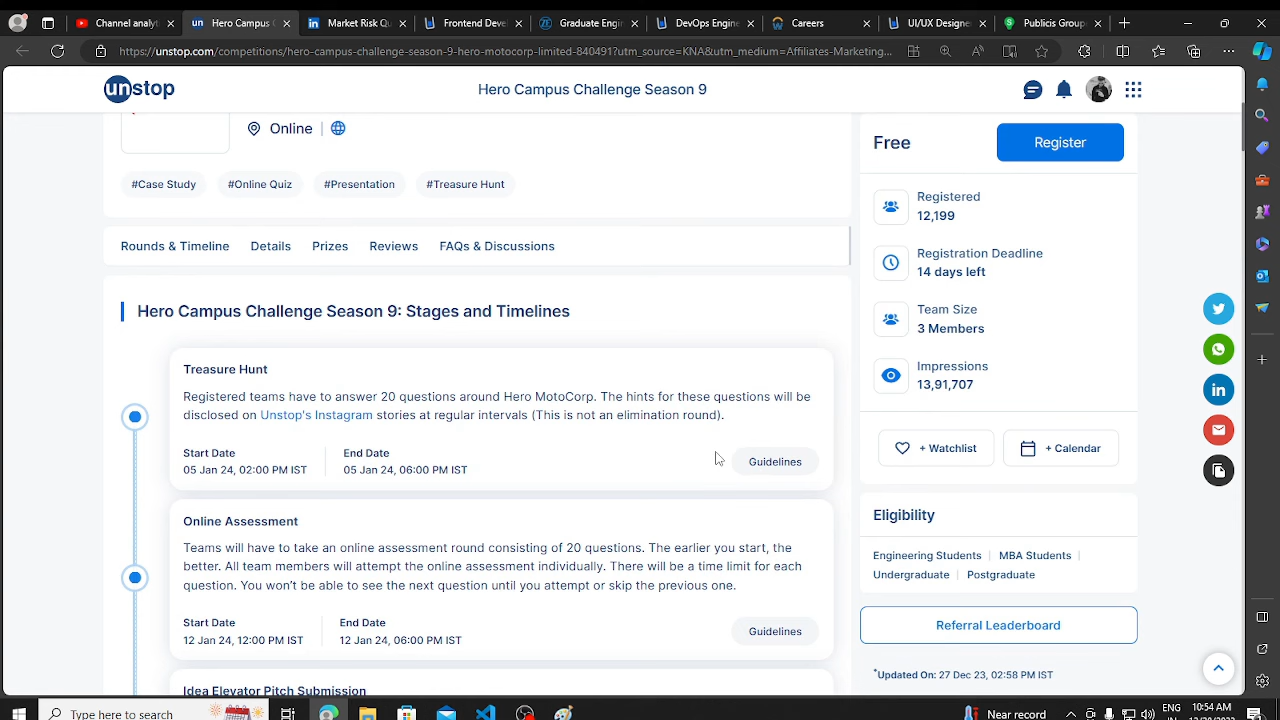 Channel analyt
Hero Campus
Market Risk Qu
Frontend Devel
Graduate Engin
DevOps Engine
Careers
UI/UX Designe
Publicis Group
https://unstop.com/competitions/hero-campus-challenge-season-9-hero-motocorp-limited-840491?utm_source=KNA&utm_medium=Affiliates-Marketing...
unstop
Hero Campus Challenge Season 9
Online
#Case Study
#Online Quiz
#Presentation
#Treasure Hunt
Rounds & Timeline
Details
Prizes
Reviews
FAQs & Discussions
Hero Campus Challenge Season 9: Stages and Timelines
Treasure Hunt
Registered teams have to answer 20 questions around Hero MotoCorp. The hints for these questions will be
disclosed on Unstop's Instagram stories at regular intervals (This is not an elimination round).
Start Date
End Date
05 Jan 24, 02:00 PM IST
05 Jan 24, 06:00 PM IST
Guidelines
Online Assessment
Teams will have to take an online assessment round consisting of 20 questions. The earlier you start, the
better. All team members will attempt the online assessment individually. There will be a time limit for each
question. You won't be able to see the next question until you attempt or skip the previous one.
Start Date
End Date
12 Jan 24, 12:00 PM IST
12 Jan 24, 06:00 PM IST
Guidelines
Idea Elevator Pitch Submission
Free
Register
Registered
12,199
Registration Deadline
14 days left
Team Size
3 Members
Impressions
13,91,707
+ Watchlist
+ Calendar
Eligibility
Engineering Students
MBA Students
Undergraduate
Postgraduate
Referral Leaderboard
*Updated On: 27 Dec 23, 02:58 PM IST
Type here to search
Near record
ENG
10:54 AM